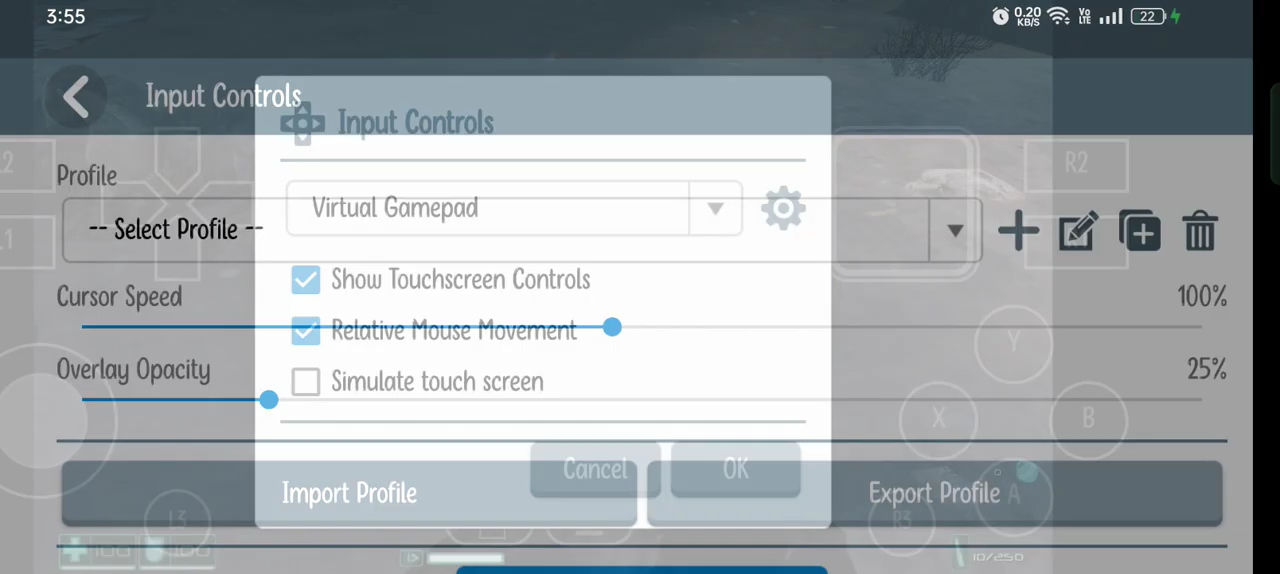 3:55
0.20
KB/S
Vo
LTE
22
Input Controls
Input Controls
R2
Profile
Virtual Gamepad
-- Select Profile --
Show Touchscreen Controls
Cursor Speed
100%
Relative Mouse Movement
Y
Overlay Opacity
25%
Simulate touch screen
X
B
Cancel
OK
Import Profile
Export Profile
A
L3
R3
100
100
10/250